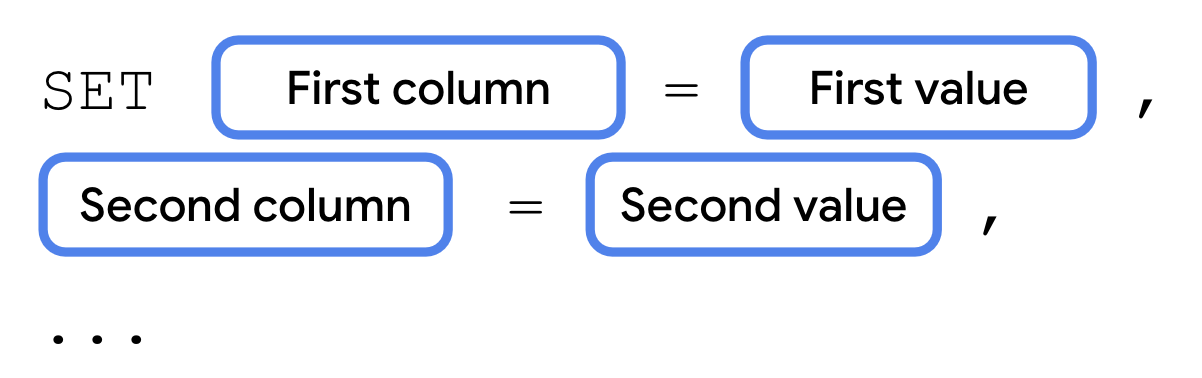 SET First column = First value ,
Second column = Second value ,
...